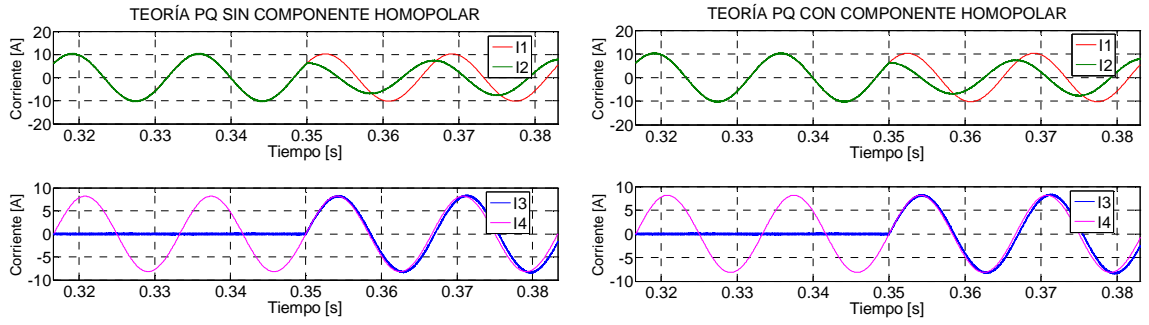 TEORÍA PQ SIN COMPONENTE HOMOPOLAR
Corriente [A]
20
10
0
-10
-20
I1
I2
0.32 0.33 0.34 0.35 0.36 0.37 0.38
Tiempo [s]
Corriente [A]
10
5
0
-5
-10
I3
I4
0.32 0.33 0.34 0.35 0.36 0.37 0.38
Tiempo [s]
TEORÍA PQ CON COMPONENTE HOMOPOLAR
Corriente [A]
20
10
0
-10
-20
I1
I2
0.32 0.33 0.34 0.35 0.36 0.37 0.38
Tiempo [s]
Corriente [A]
10
5
0
-5
-10
I3
I4
0.32 0.33 0.34 0.35 0.36 0.37 0.38
Tiempo [s]